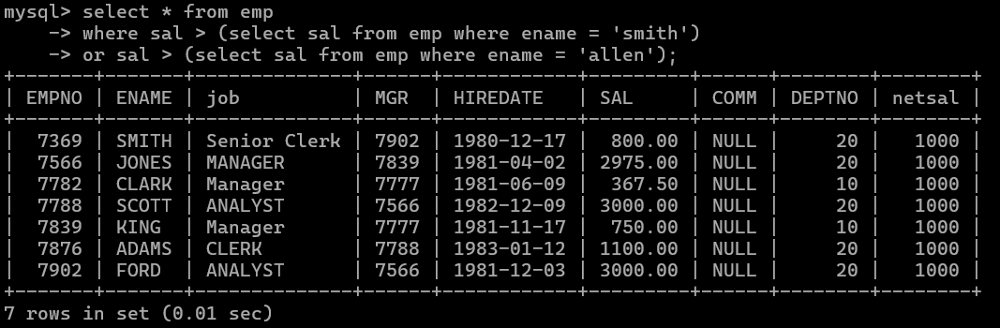 mysql> select * from emp
    -> where sal > (select sal from emp where ename = 'smith')
    -> or sal > (select sal from emp where ename = 'allen');
+-------+-------+---------------+------+------------+---------+------+--------+--------+
| EMPNO | ENAME | job           | MGR  | HIREDATE   | SAL     | COMM | DEPTNO | netsal |
+-------+-------+---------------+------+------------+---------+------+--------+--------+
|  7369 | SMITH | Senior Clerk | 7902 | 1980-12-17 |  800.00 | NULL |     20 |   1000 |
|  7566 | JONES | MANAGER      | 7839 | 1981-04-02 | 2975.00 | NULL |     20 |   1000 |
|  7782 | CLARK | Manager      | 7777 | 1981-06-09 |  367.50 | NULL |     10 |   1000 |
|  7788 | SCOTT | ANALYST      | 7566 | 1982-12-09 | 3000.00 | NULL |     20 |   1000 |
|  7839 | KING  | Manager      | 7777 | 1981-11-17 |  750.00 | NULL |     10 |   1000 |
|  7876 | ADAMS | CLERK        | 7788 | 1983-01-12 | 1100.00 | NULL |     20 |   1000 |
|  7902 | FORD  | ANALYST      | 7566 | 1981-12-03 | 3000.00 | NULL |     20 |   1000 |
+-------+-------+---------------+------+------------+---------+------+--------+--------+
7 rows in set (0.01 sec)